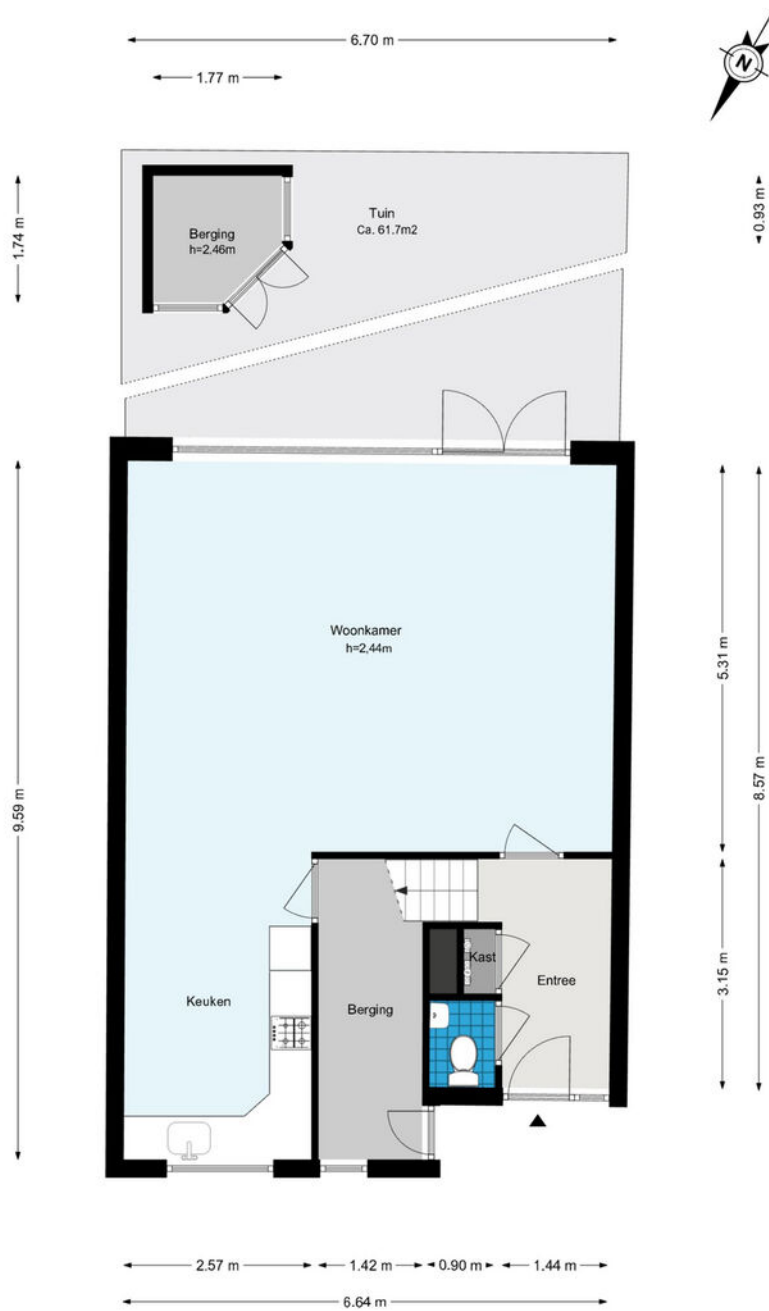 6.70 m
1.77 m
N
1.74 m
0.93 m
Berging
h=2,46m
Tuin
Ca. 61.7m2
Woonkamer
h=2,44m
9.59 m
5.31 m
8.57 m
3.15 m
Kast
Keuken
Berging
Entree
2.57 m
1.42 m
0.90 m
1.44 m
6.64 m